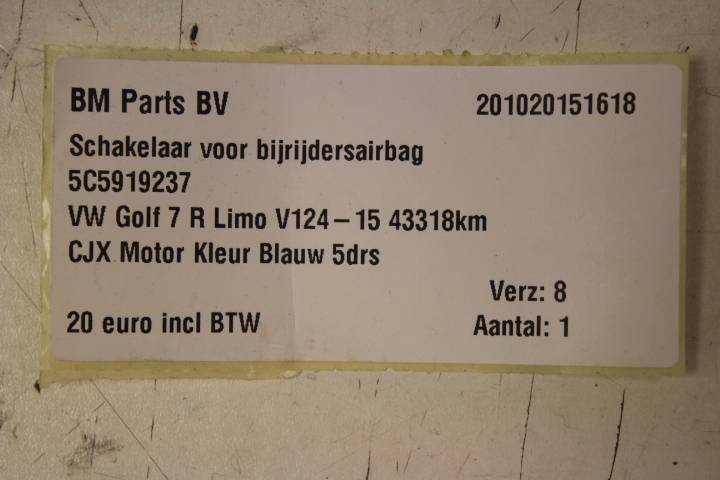 BM Parts BV 201020151618
Schakelaar voor bijrijdersairbag
5C5919237
VW Golf 7 R Limo V124-15 43318km
CJX Motor Kleur Blauw 5drs
Verz: 8
20 euro incl BTW Aantal: 1